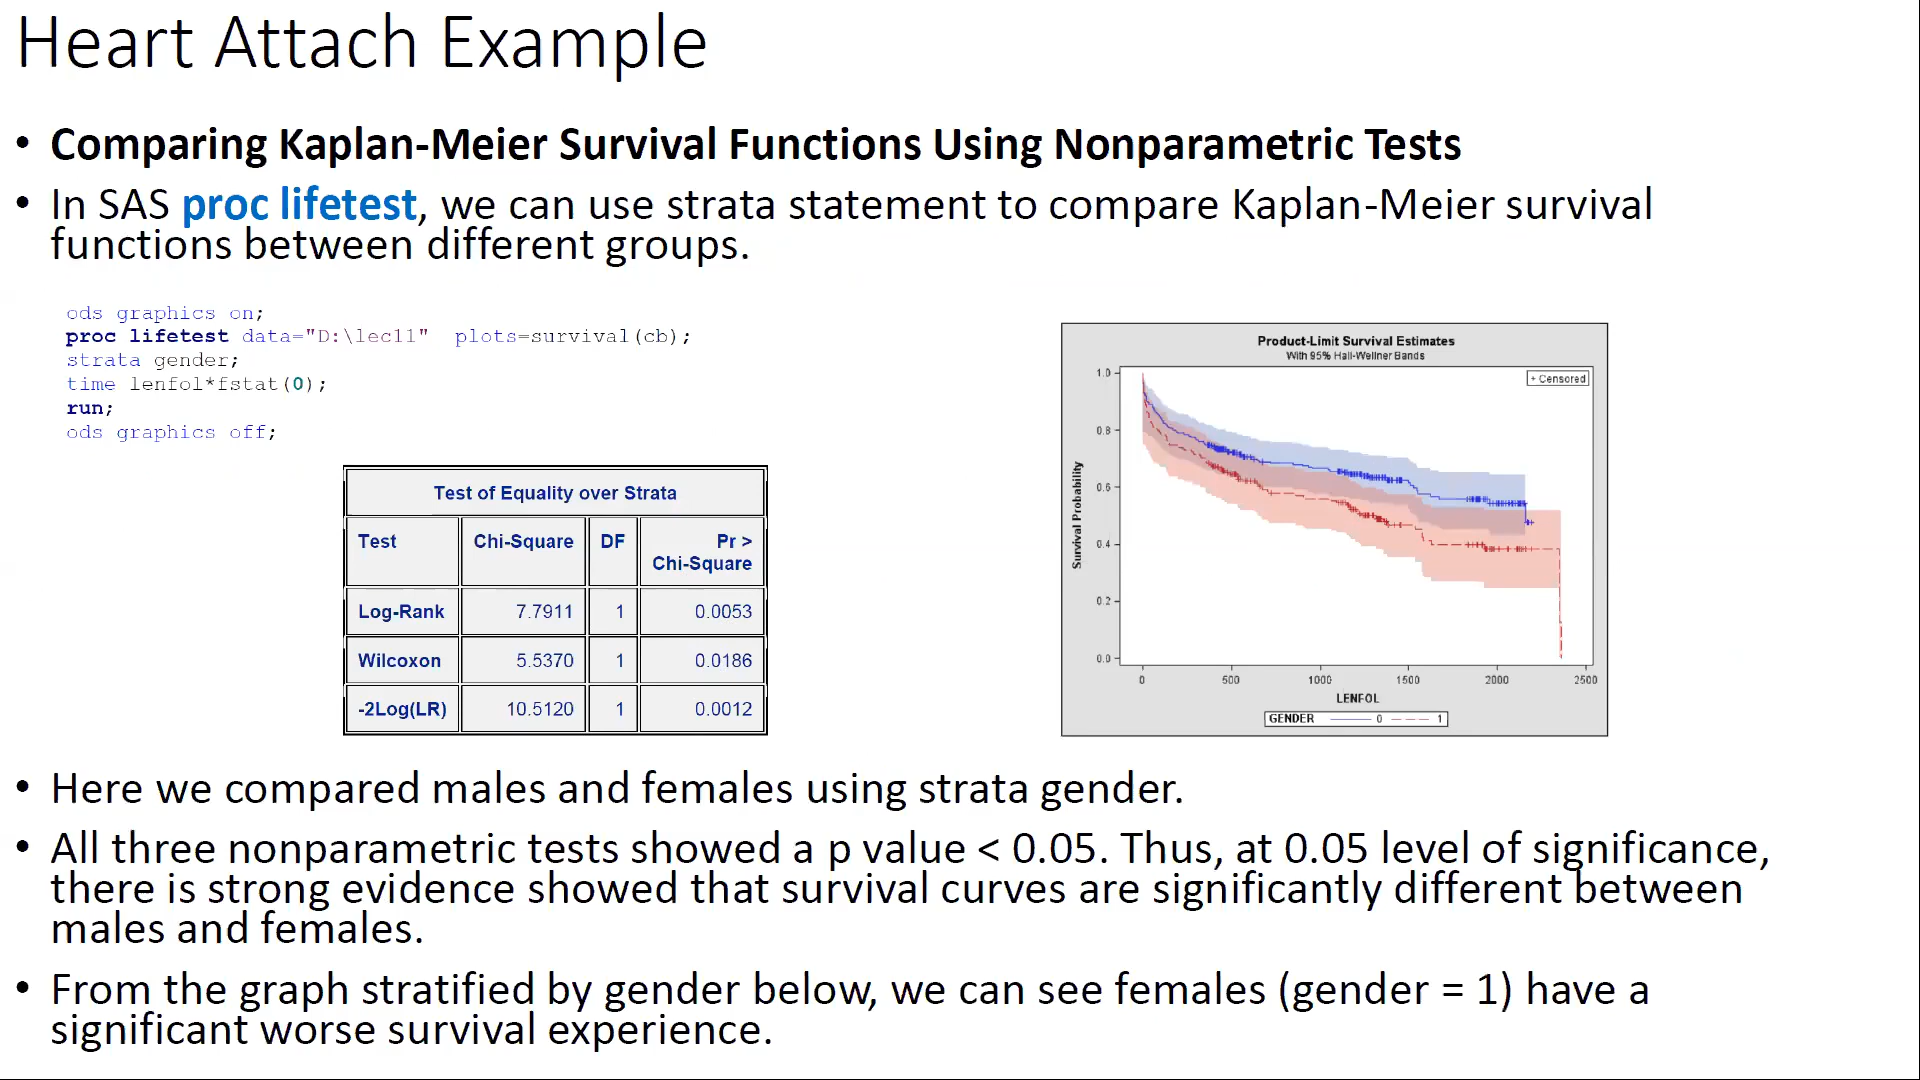 Heart Attach Example
• Comparing Kaplan-Meier Survival Functions Using Nonparametric Tests
• In SAS proc lifetest, we can use strata statement to compare Kaplan-Meier survival
functions between different groups.
ods graphics on;
proc lifetest data="D:\lec11" plots=survival(cb);
strata gender;
time lenfol*fstat(0);
run;
ods graphics off;
Test of Equality over Strata
Test Chi-Square DF Pr >
Chi-Square
Log-Rank 7.7911 1 0.0053
Wilcoxon 5.5370 1 0.0186
-2Log(LR) 10.5120 1 0.0012
Product-Limit Survival Estimates
With 95% Hall-Wellner Bands
+ Censored
Survival Probability
1.0
0.8
0.6
0.4
0.2
0.0
0 500 1000 1500 2000 2500
LENFOL
GENDER 0 1
• Here we compared males and females using strata gender.
• All three nonparametric tests showed a p value < 0.05. Thus, at 0.05 level of significance,
there is strong evidence showed that survival curves are significantly different between
males and females.
• From the graph stratified by gender below, we can see females (gender = 1) have a
significant worse survival experience.